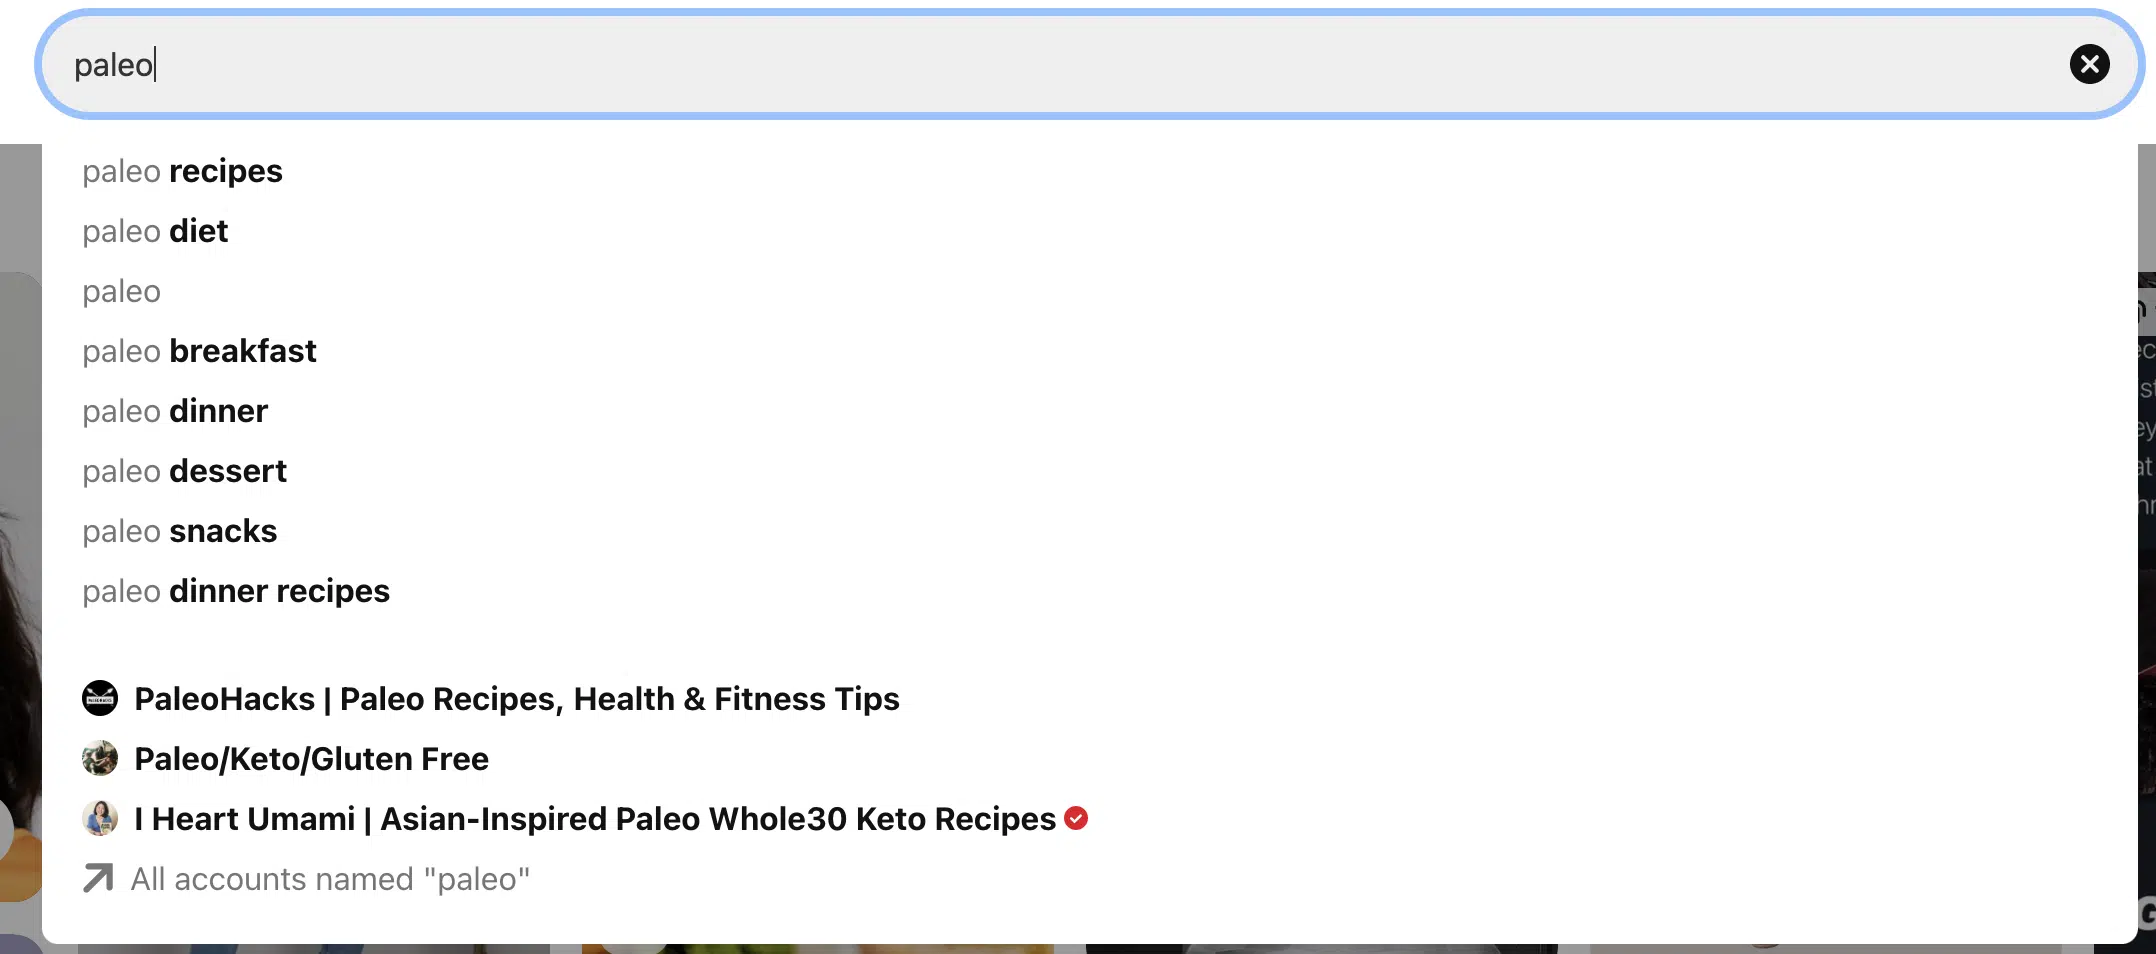 paleo
paleo recipes
paleo diet
paleo
paleo breakfast
paleo dinner
paleo dessert
paleo snacks
paleo dinner recipes
PaleoHacks | Paleo Recipes, Health & Fitness Tips
Paleo/Keto/Gluten Free
I Heart Umami | Asian-Inspired Paleo Whole30 Keto Recipes
All accounts named "paleo"